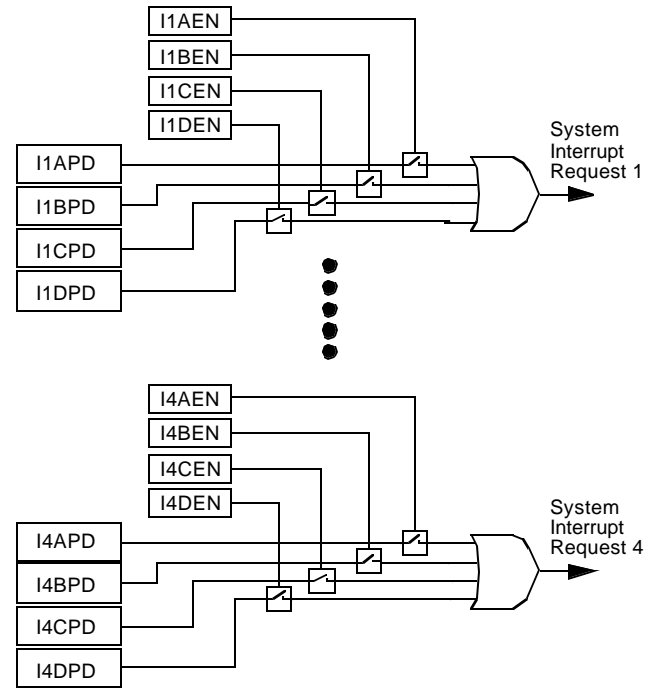 I1AEN
I1BEN
I1CEN
I1DEN
I1APD
I1BPD
I1CPD
I1DPD
System
Interrupt
Request 1
I4AEN
I4BEN
I4CEN
I4DEN
I4APD
I4BPD
I4CPD
I4DPD
System
Interrupt
Request 4